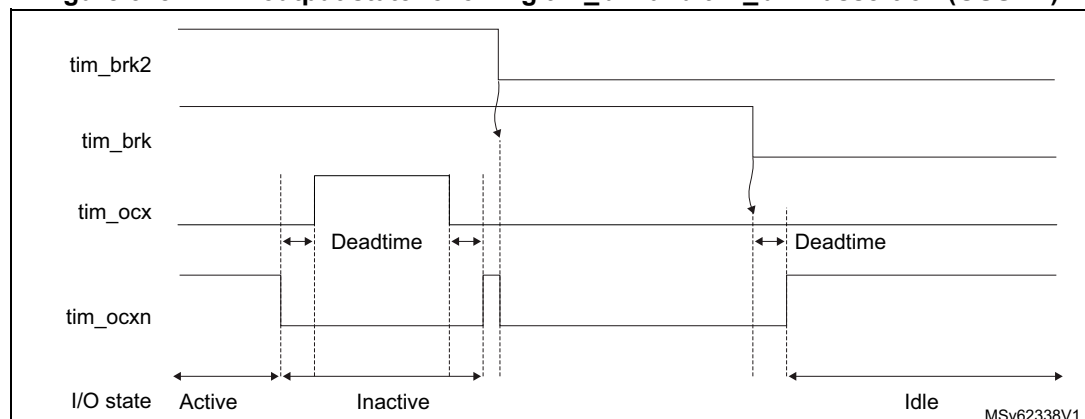 tim_brk2
tim_brk
tim_ocx
Deadtime
Deadtime
tim_ocxn
I/O state
Active
Inactive
Idle
MSv62338V1